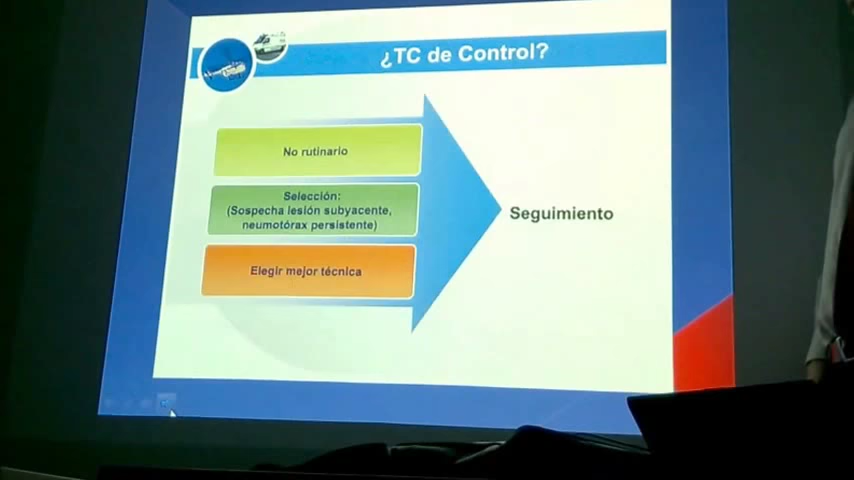 ¿TC de Control?
No rutinario
Selección:
(Sospecha lesión subyacente,
neumotórax persistente)
Elegir mejor técnica
Seguimiento